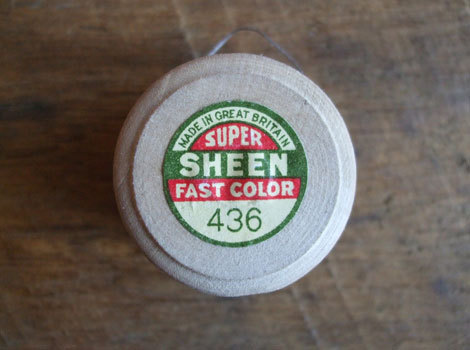 MADE IN GREAT BRITAIN
SUPER
SHEEN
FAST COLOR
436